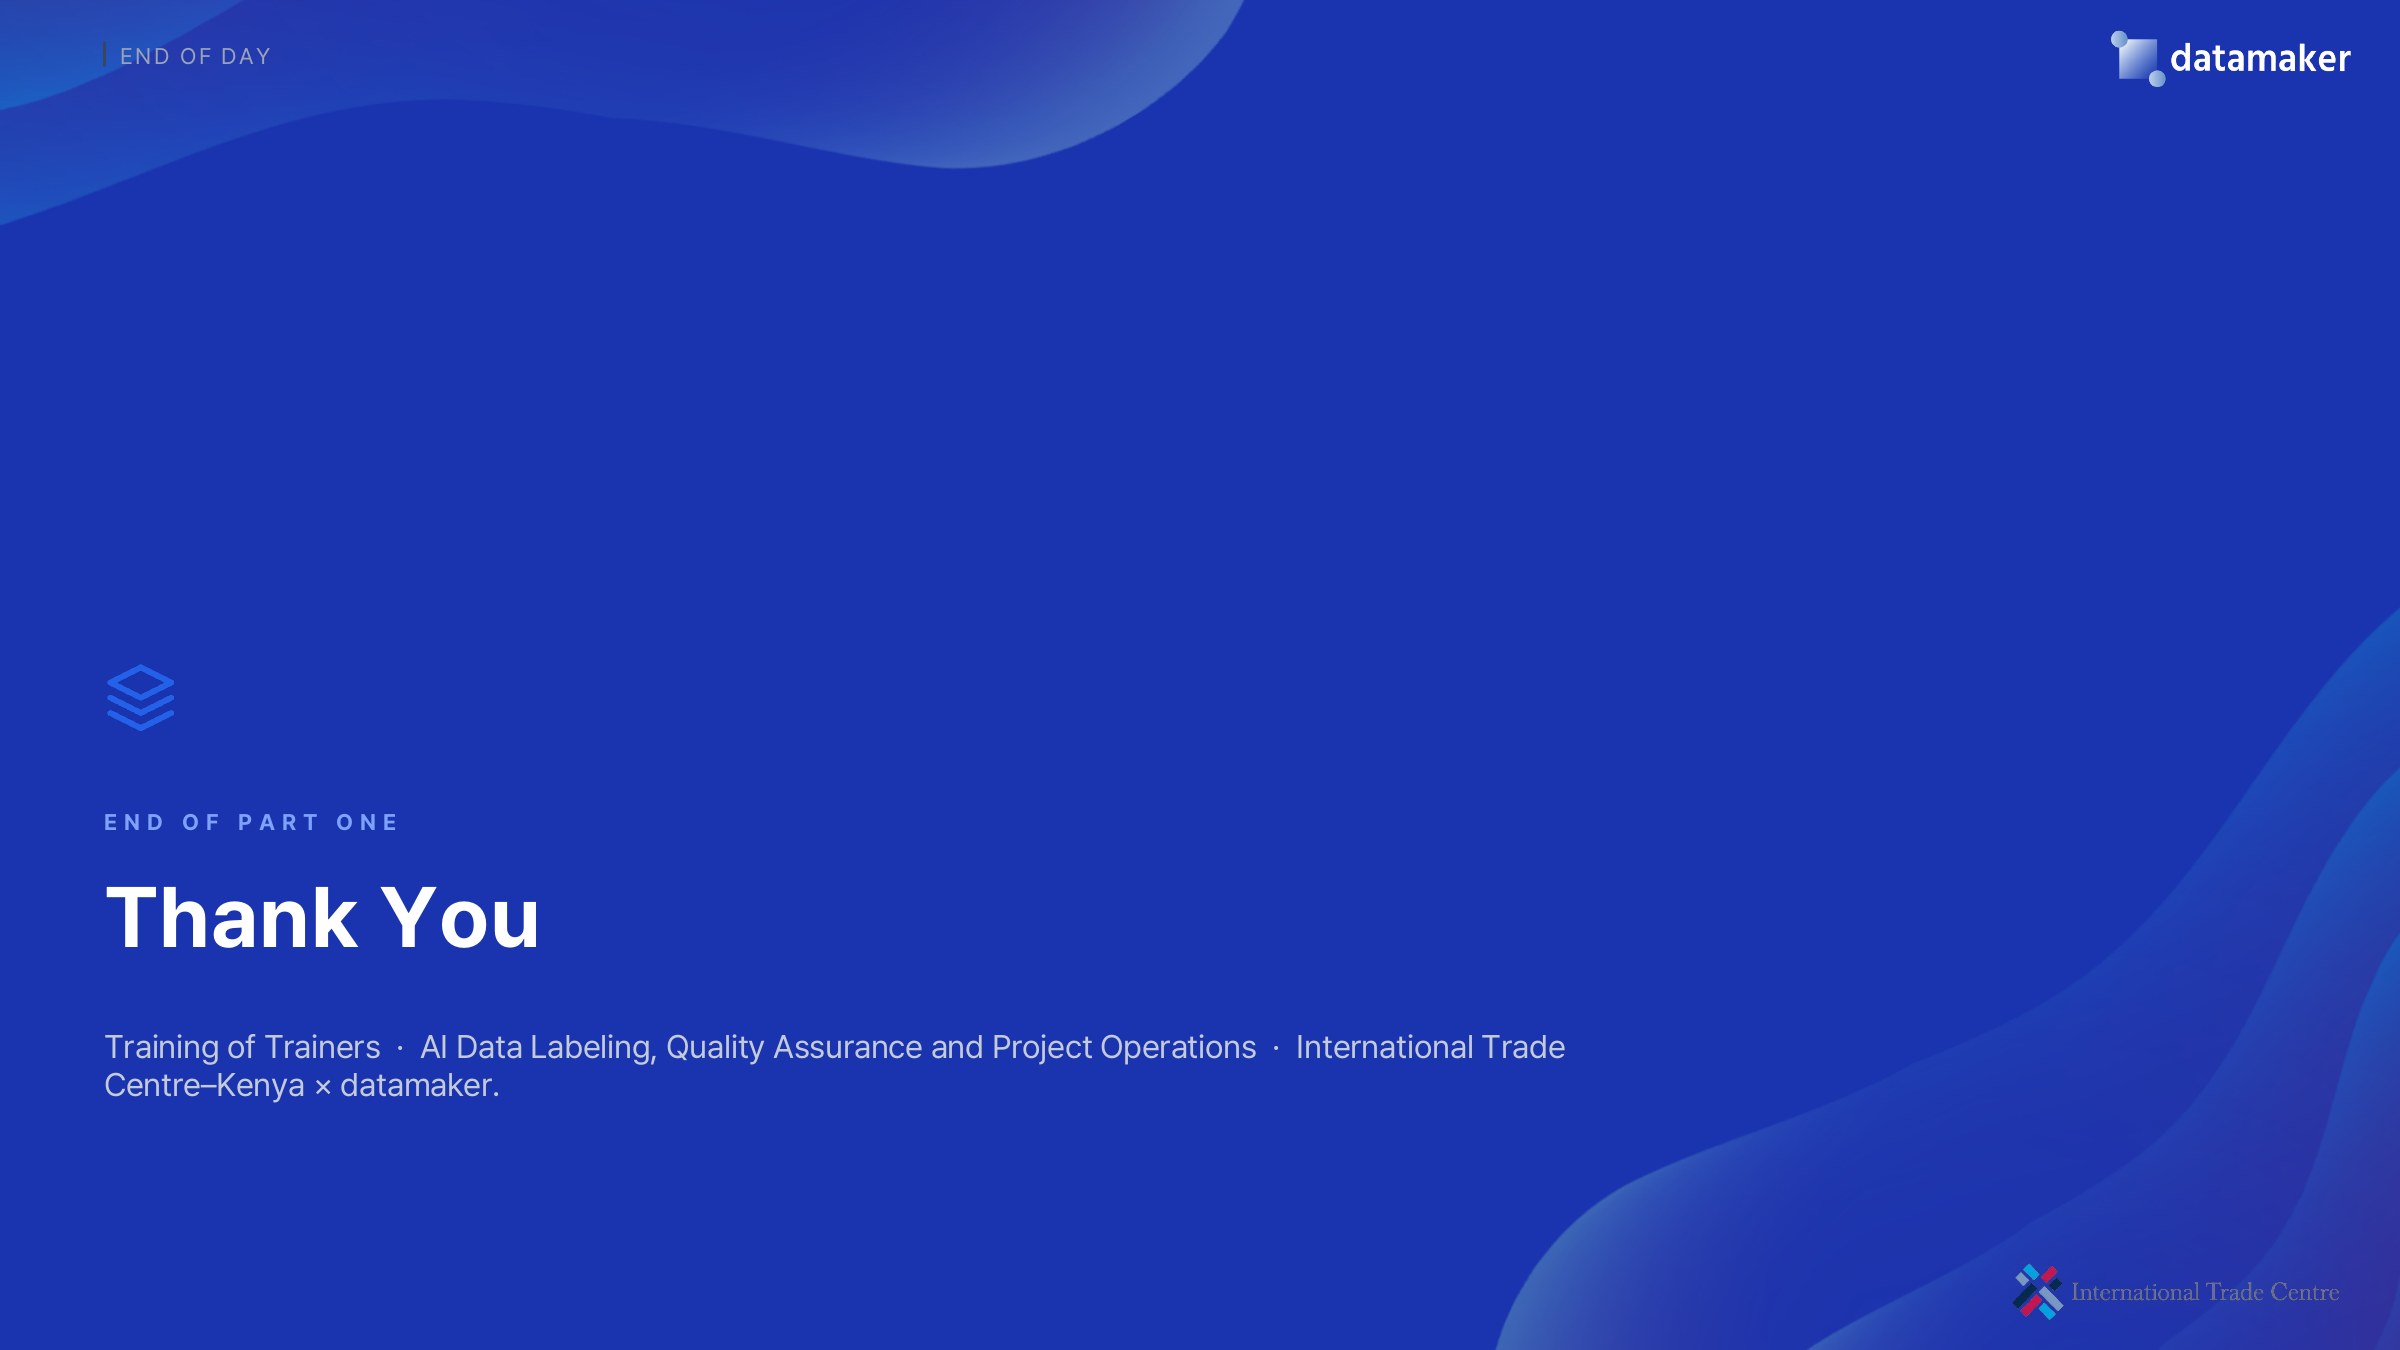 END OF DAY
datamaker
END OF PART ONE
Thank You
Training of Trainers · AI Data Labeling, Quality Assurance and Project Operations · International Trade
Centre–Kenya × datamaker.
International Trade Centre